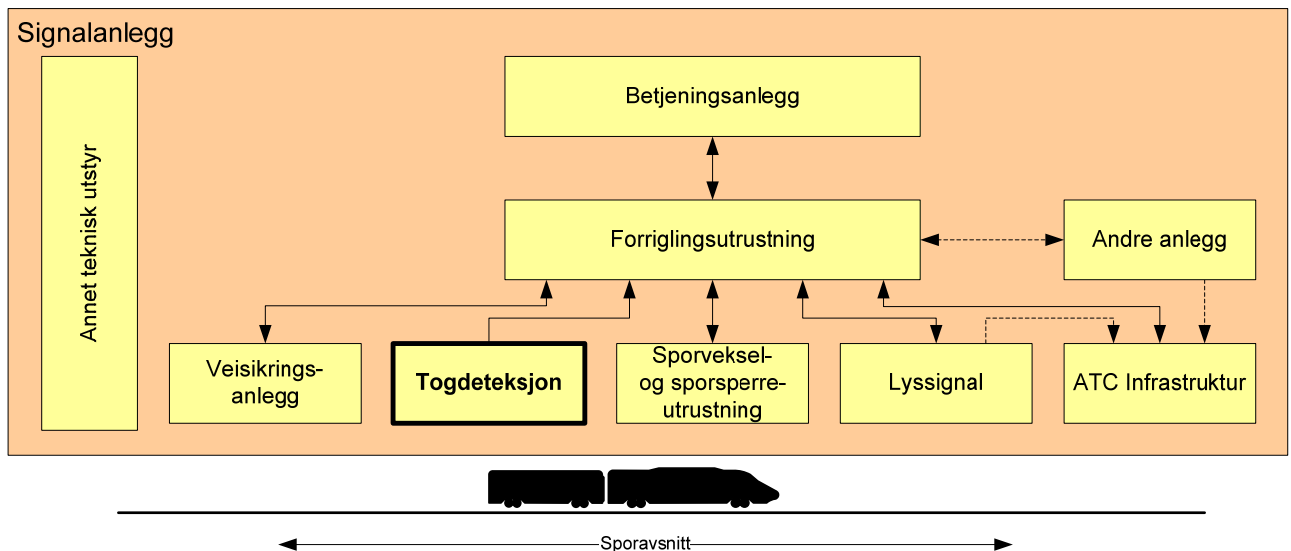 Signalanlegg
Annet teknisk utstyr
Betjeningsanlegg
Forriglingsutrustning
Andre anlegg
Veisikrings-
anlegg
Togdeteksjon
Sporveksel-
og sporsperre-
utrustning
Lyssignal
ATC Infrastruktur
Sporavsnitt